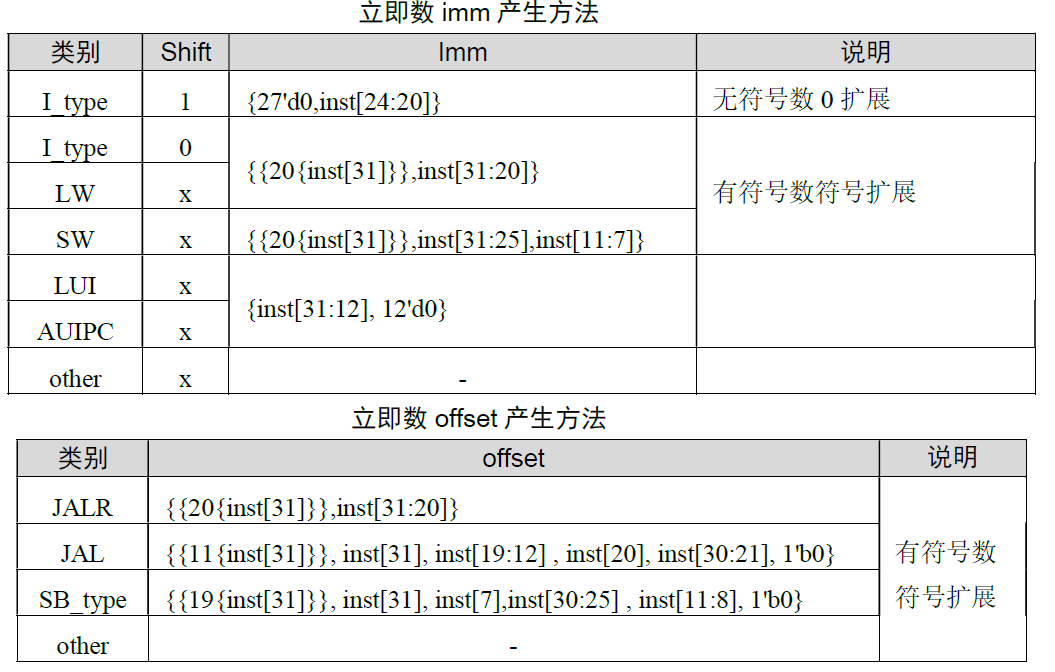 立即数 imm 产生方法
类别 Shift Imm 说明
I_type 1 {27'd0,inst[24:20]} 无符号数 0 扩展
I_type 0
{{20{inst[31]}},inst[31:20]}
LW x 有符号数符号扩展
SW x {{20{inst[31]}},inst[31:25],inst[11:7]}
LUI x
{inst[31:12], 12'd0}
AUIPC x
other x -
立即数 offset 产生方法
类别 offset 说明
JALR {{20{inst[31]}},inst[31:20]}
JAL {{11{inst[31]}}, inst[31], inst[19:12] , inst[20], inst[30:21], 1'b0} 有符号数
SB_type {{19{inst[31]}}, inst[31], inst[7],inst[30:25] , inst[11:8], 1'b0} 符号扩展
other -